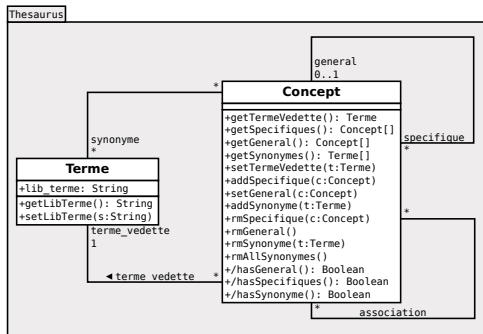 Thesaurus
general
0..1
specifique
*
Concept
+getTermeVedette(): Terme
+getSpecifiques(): Concept[]
+getGeneral(): Concept[]
+getSynonymes(): Terme[]
+setTermeVedette(t:Terme)
+addSpecifique(c:Concept)
+setGeneral(c:Concept)
+addSynonyme(t:Terme)
+rmSpecifique(c:Concept)
+rmGeneral()
+rmSynonyme(t:Terme)
+rmAllSynonymes()
+/hasGeneral(): Boolean
+/hasSpecifiques(): Boolean
+/hasSynonyme(): Boolean
*
synonyme
*
Terme
+lib_terme: String
+getLibTerme(): String
+setLibTerme(s:String)
terme_vedette
1
◄ terme vedette
*
*
*
association